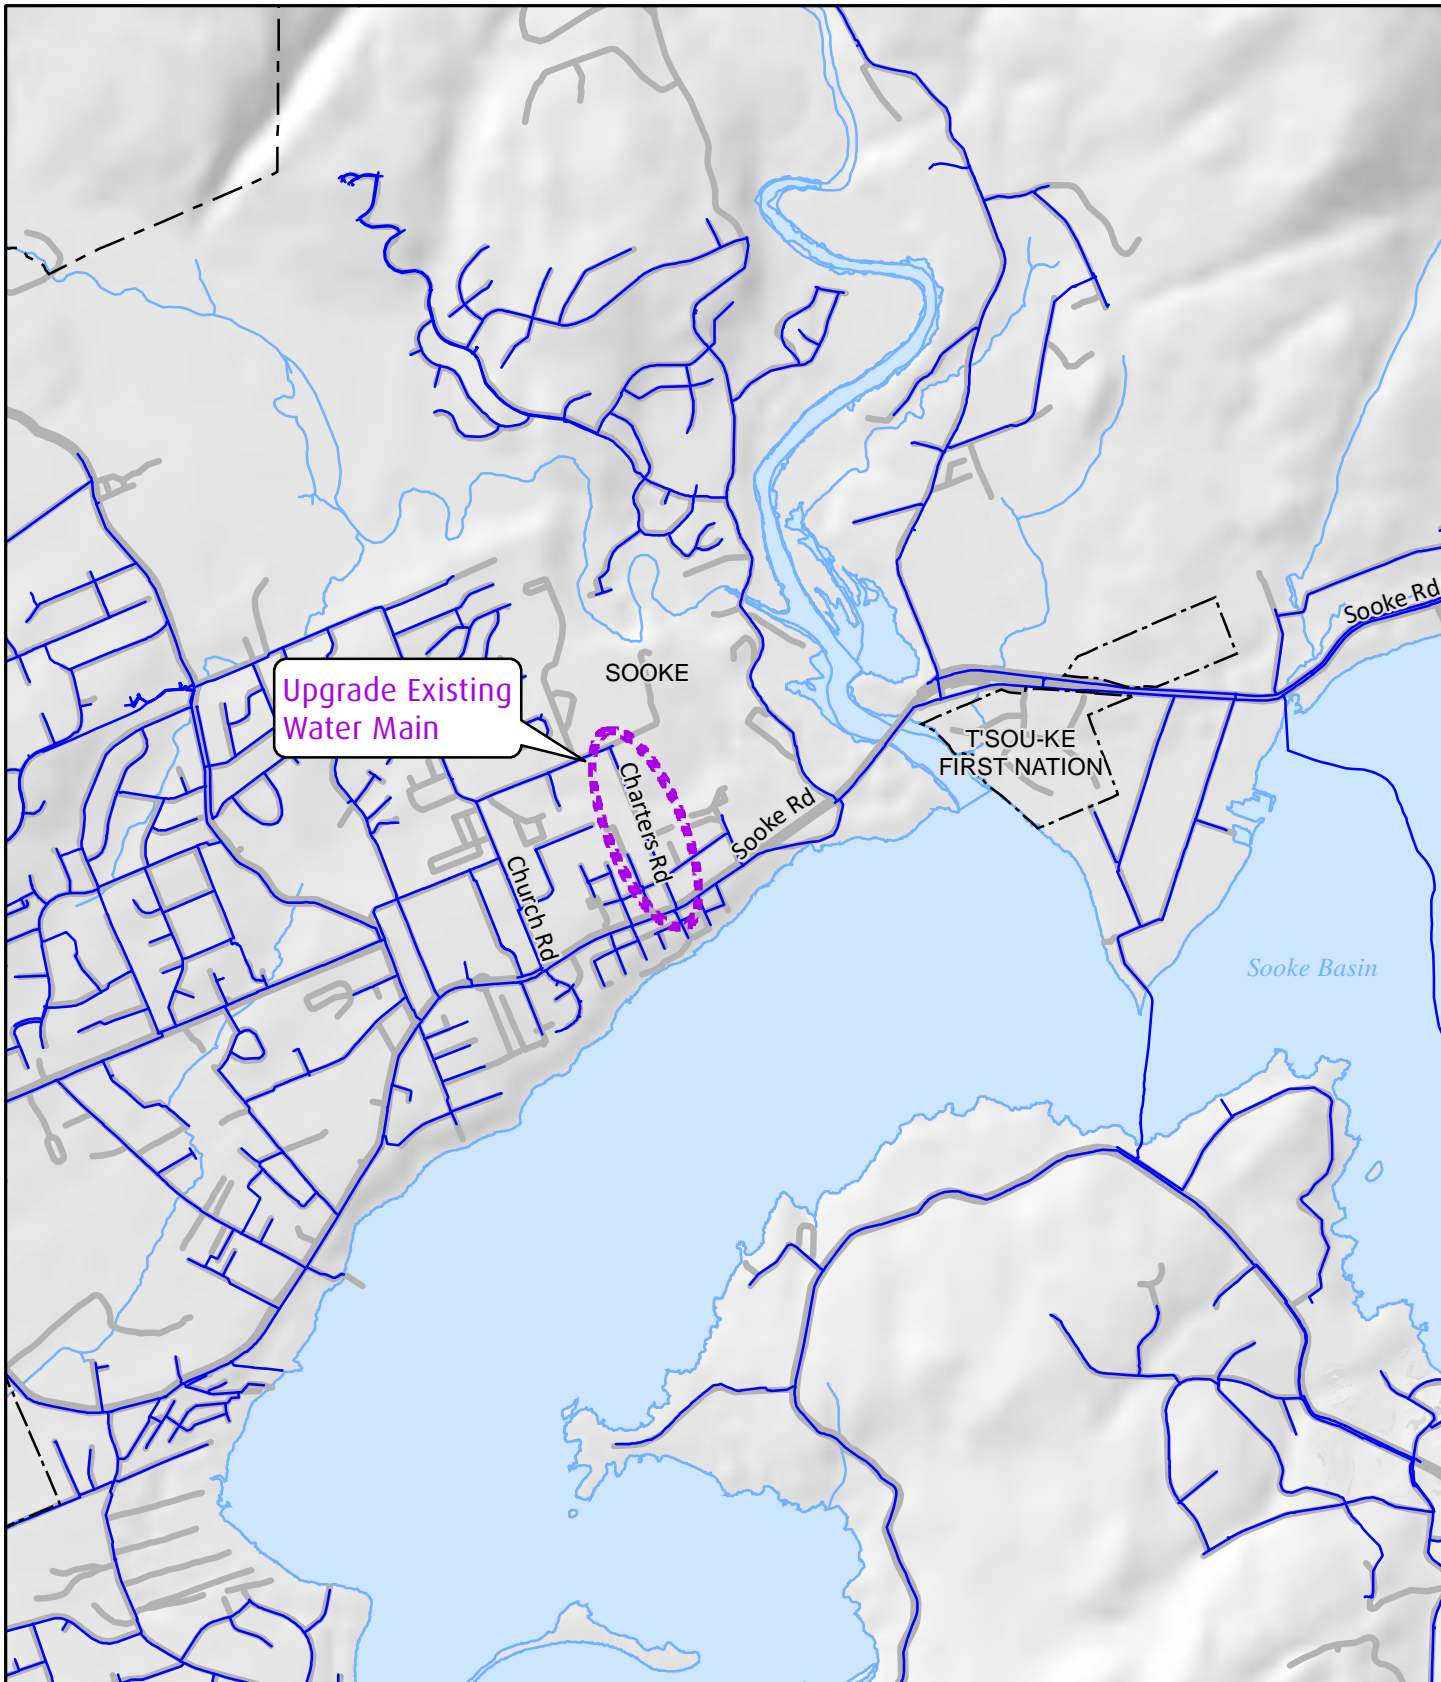 Sooke Rd
SOOKE
Upgrade Existing
Water Main
T'SOU-KE
FIRST NATION
Charters Rd
Sooke Rd
Church Rd
Sooke Basin